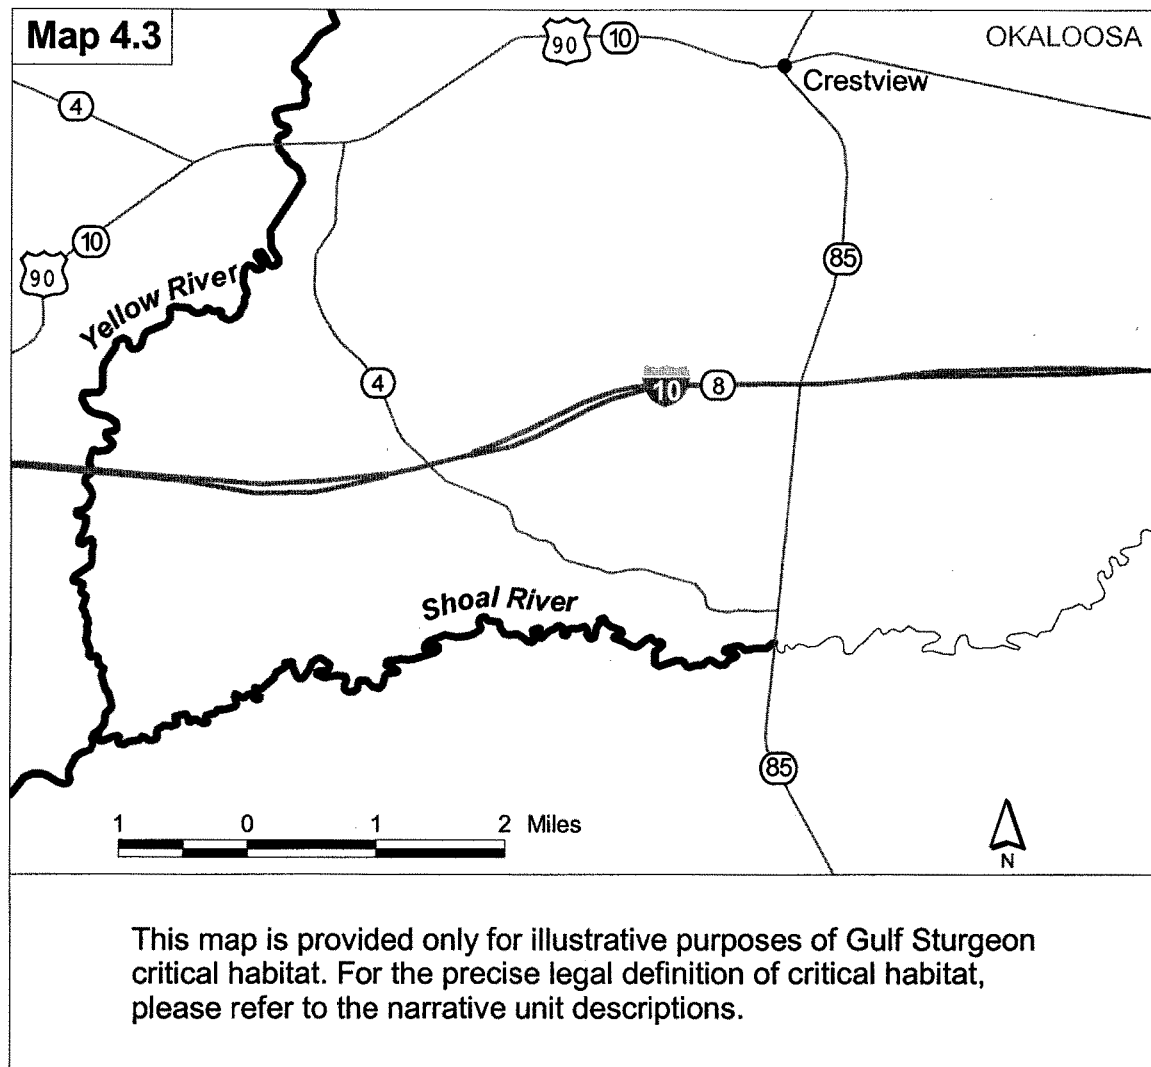 Map 4.3
OKALOOSA
90
10
Crestview
4
10
90
85
Yellow River
4
10
8
Shoal River
85
1 0 1 2 Miles
N
This map is provided only for illustrative purposes of Gulf Sturgeon
critical habitat. For the precise legal definition of critical habitat,
please refer to the narrative unit descriptions.